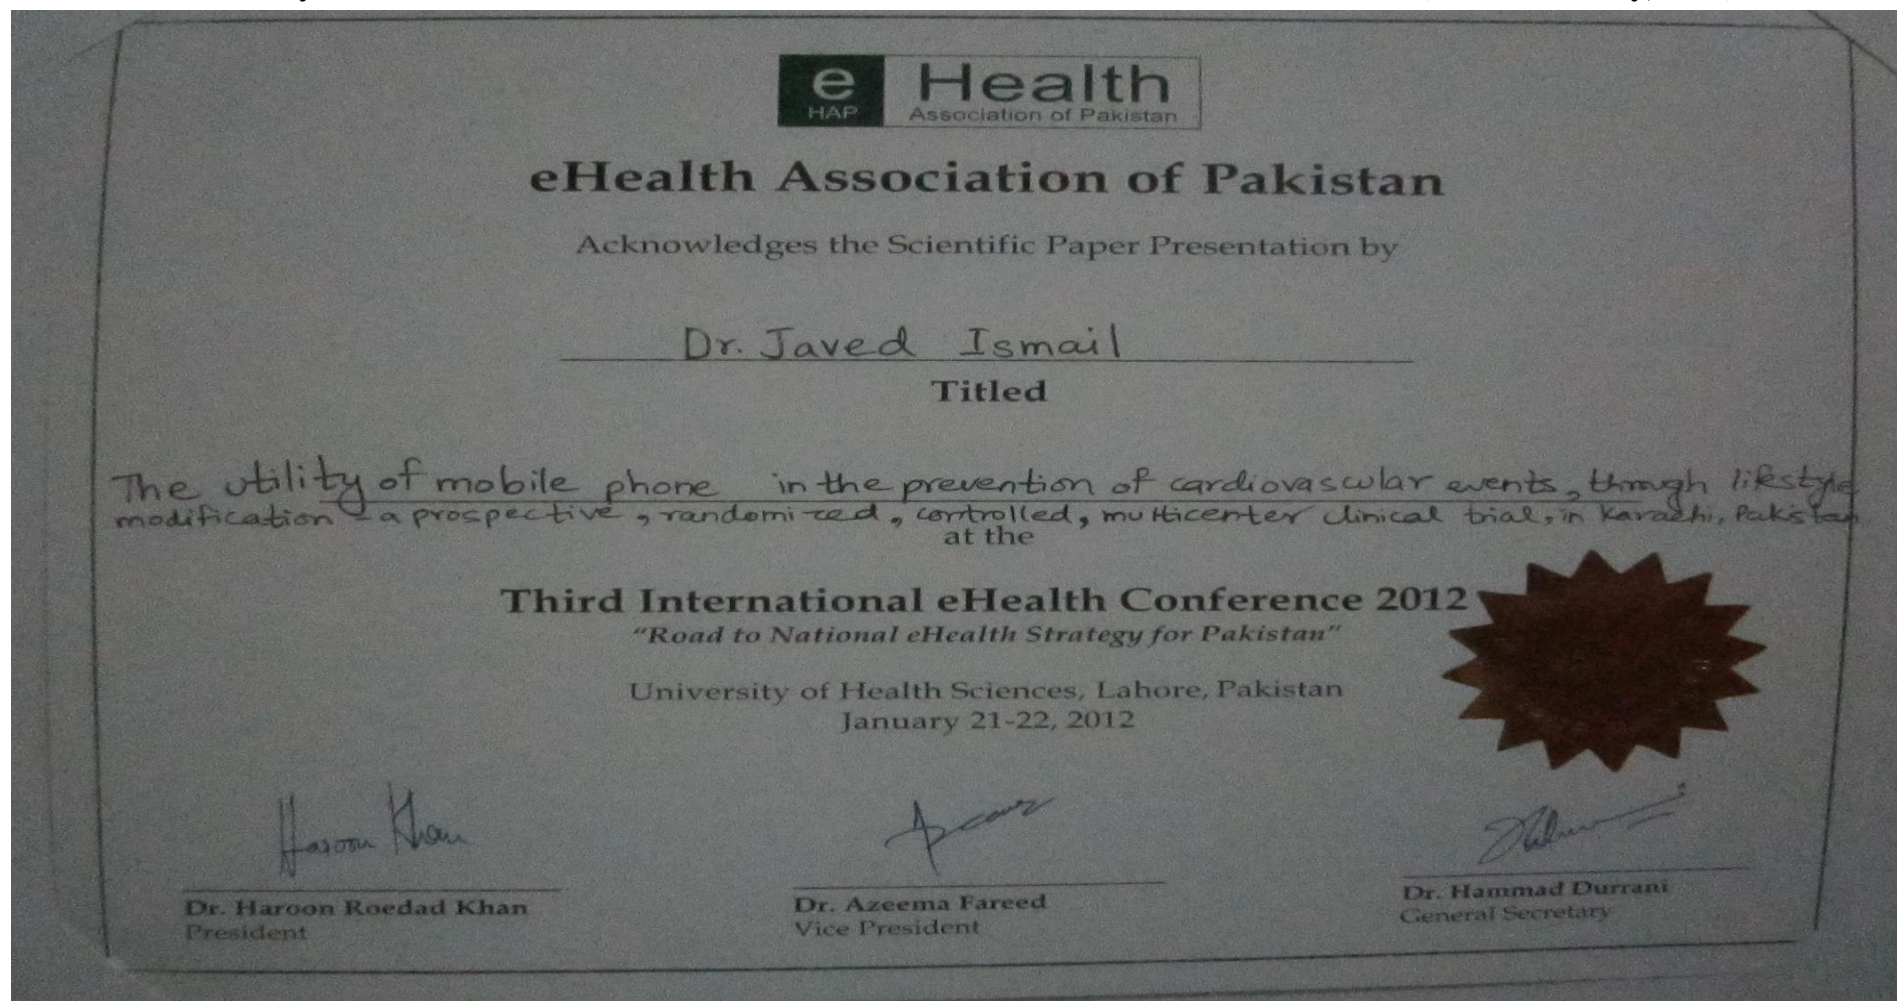 e Health
HAP Association of Pakistan
eHealth Association of Pakistan
Acknowledges the Scientific Paper Presentation by
Dr. Javed Ismail
Titled
The utility of mobile phone in the prevention of cardiovascular events, through lifestyle
modification - a prospective, randomized, controlled, multicenter clinical trial, in Karachi, Pakistan
at the
Third International eHealth Conference 2012
"Road to National eHealth Strategy for Pakistan"
University of Health Sciences, Lahore, Pakistan
January 21-22, 2012
Haroon Khan
Dr. Haroon Roedad Khan Dr. Azeema Fareed Dr. Hammad Durrani
President Vice President General Secretary